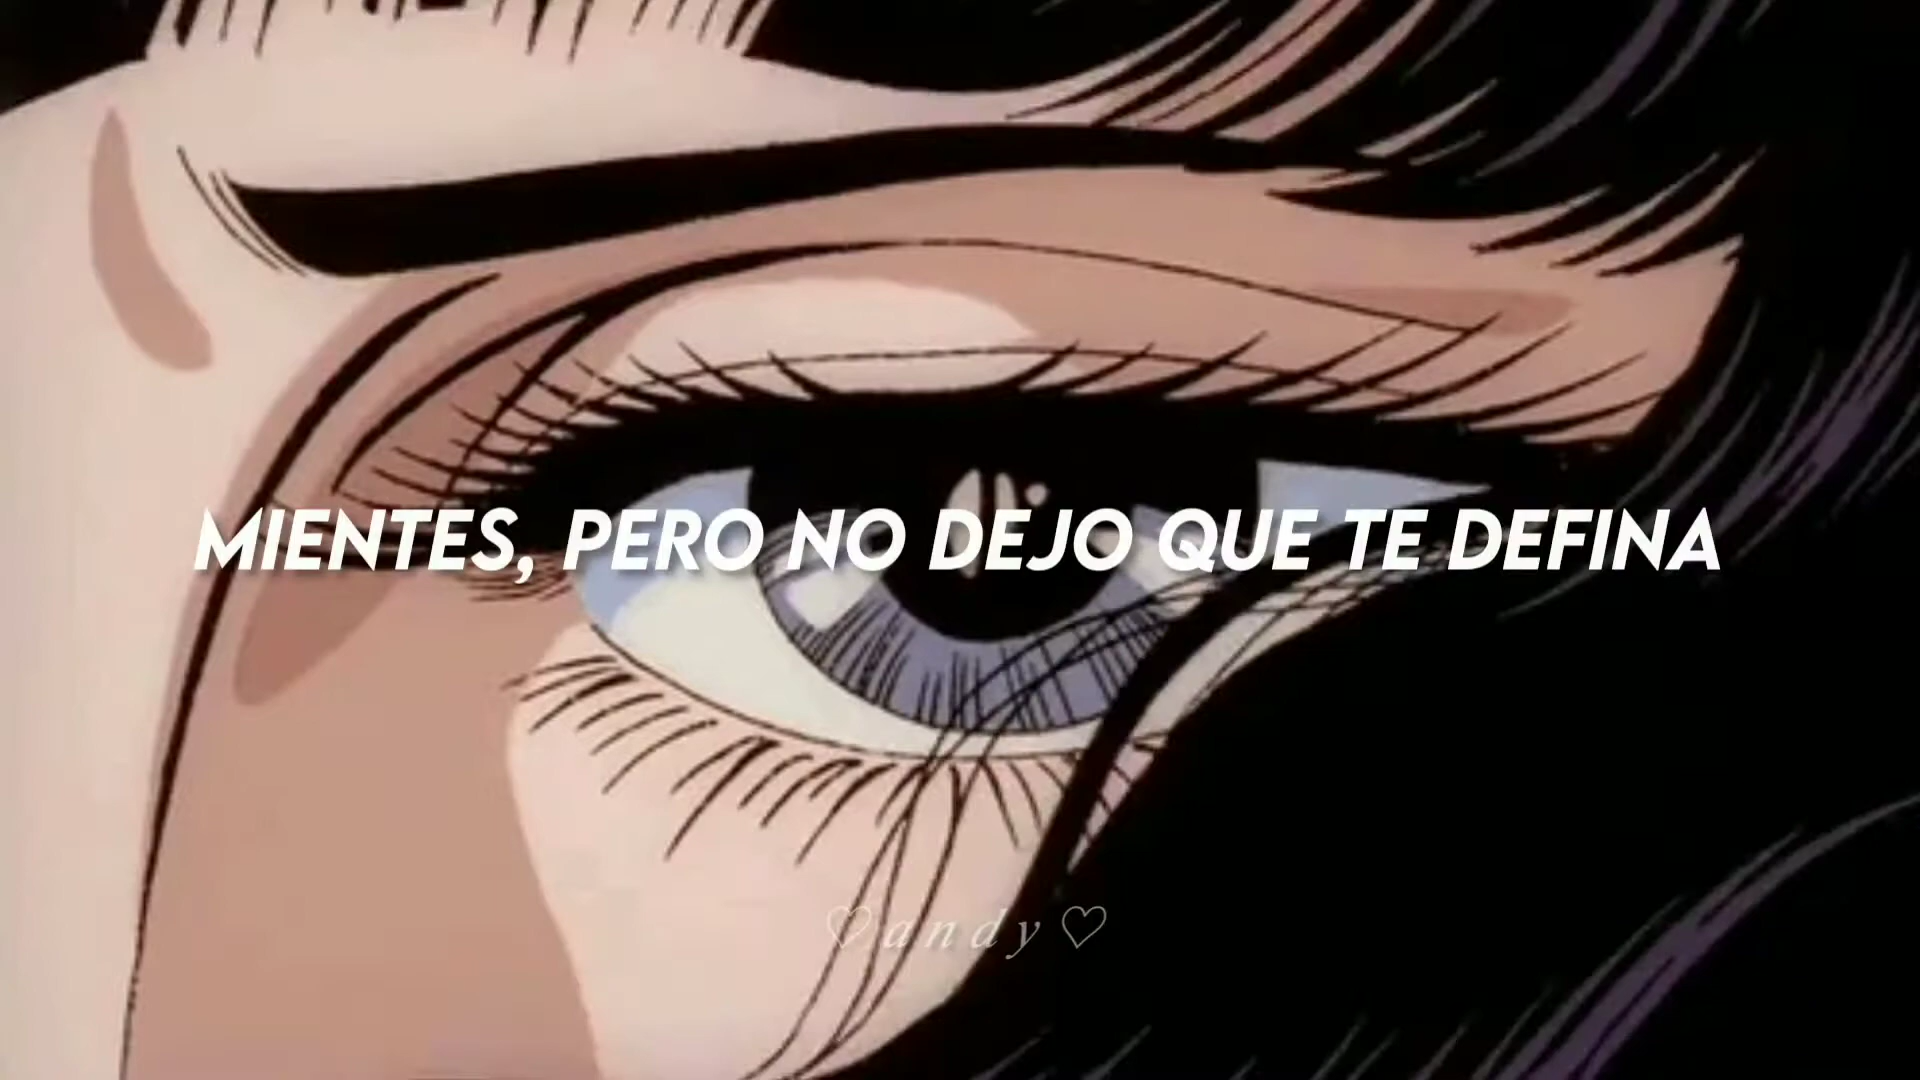 MIENTES, PERO NO DEJO QUE TE DEFINA
♡ andy ♡